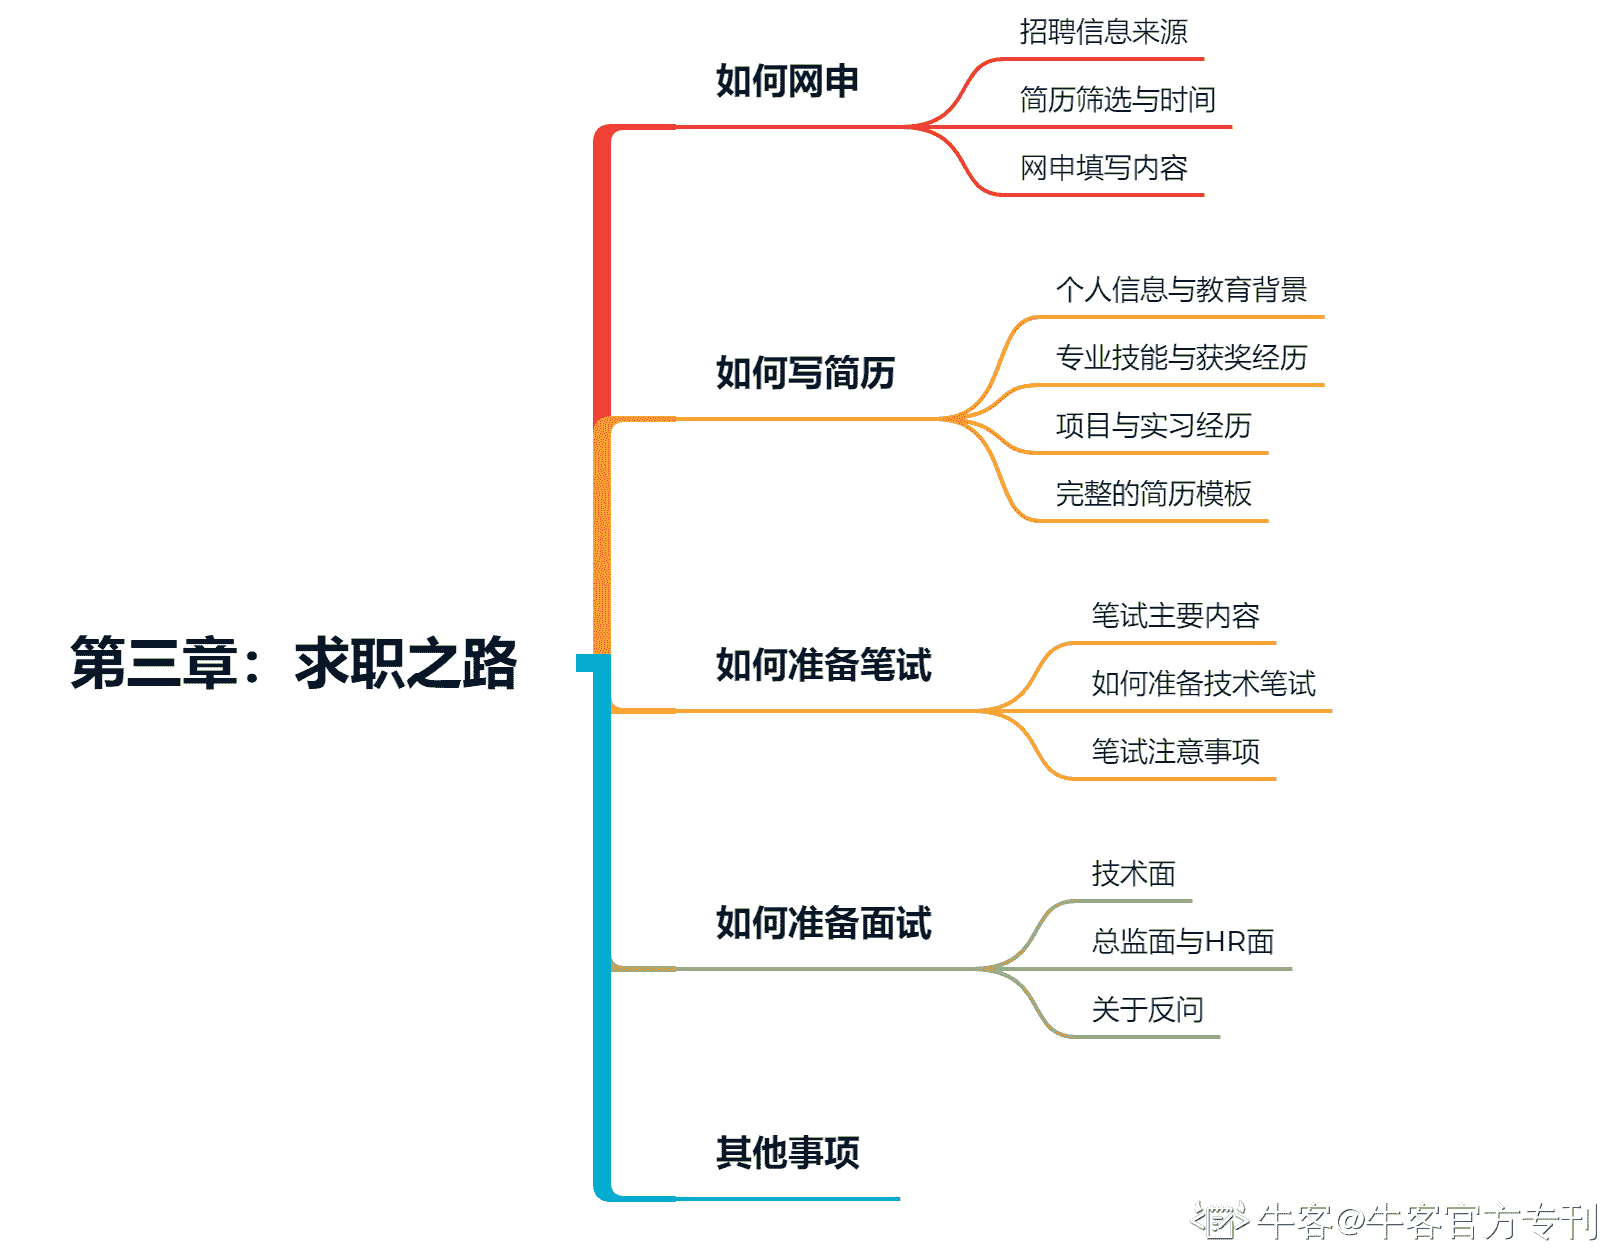 第三章：求职之路
如何网申
招聘信息来源
简历筛选与时间
网申填写内容
如何写简历
个人信息与教育背景
专业技能与获奖经历
项目与实习经历
完整的简历模板
如何准备笔试
笔试主要内容
如何准备技术笔试
笔试注意事项
如何准备面试
技术面
总监面与HR面
关于反问
其他事项
牛客@牛客官方专刊